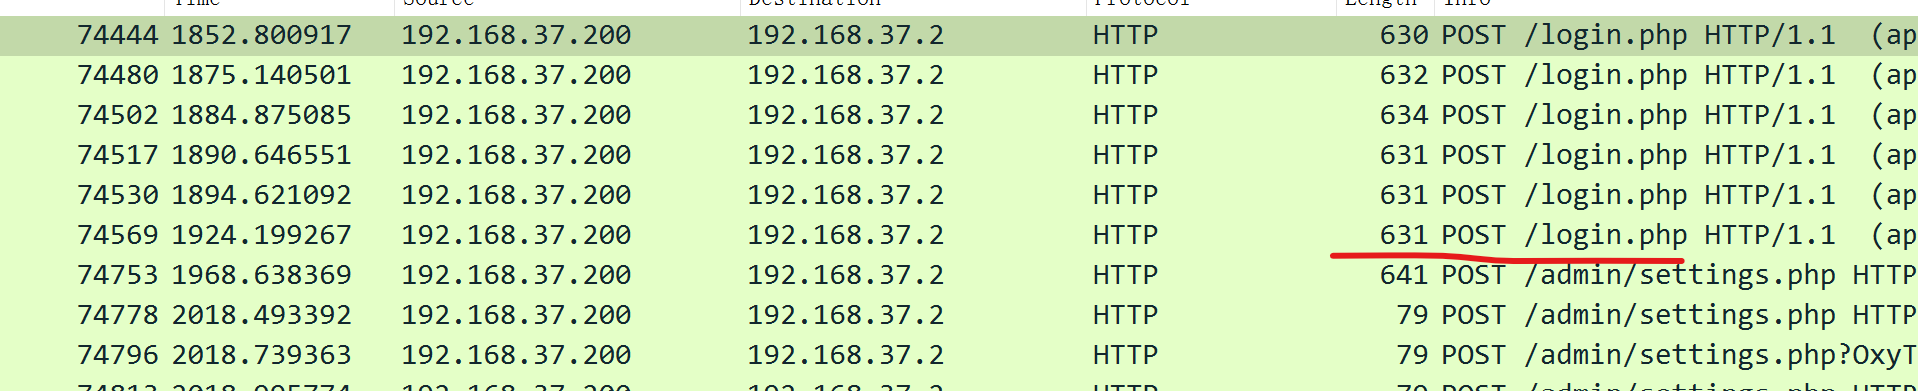 Time Source Destination Protocol Length Info
74444 1852.800917 192.168.37.200 192.168.37.2 HTTP 630 POST /login.php HTTP/1.1 (ap
74480 1875.140501 192.168.37.200 192.168.37.2 HTTP 632 POST /login.php HTTP/1.1 (ap
74502 1884.875085 192.168.37.200 192.168.37.2 HTTP 634 POST /login.php HTTP/1.1 (ap
74517 1890.646551 192.168.37.200 192.168.37.2 HTTP 631 POST /login.php HTTP/1.1 (ap
74530 1894.621092 192.168.37.200 192.168.37.2 HTTP 631 POST /login.php HTTP/1.1 (ap
74569 1924.199267 192.168.37.200 192.168.37.2 HTTP 631 POST /login.php HTTP/1.1 (ap
74753 1968.638369 192.168.37.200 192.168.37.2 HTTP 641 POST /admin/settings.php HTTP
74778 2018.493392 192.168.37.200 192.168.37.2 HTTP 79 POST /admin/settings.php HTTP
74796 2018.739363 192.168.37.200 192.168.37.2 HTTP 79 POST /admin/settings.php?OxyT